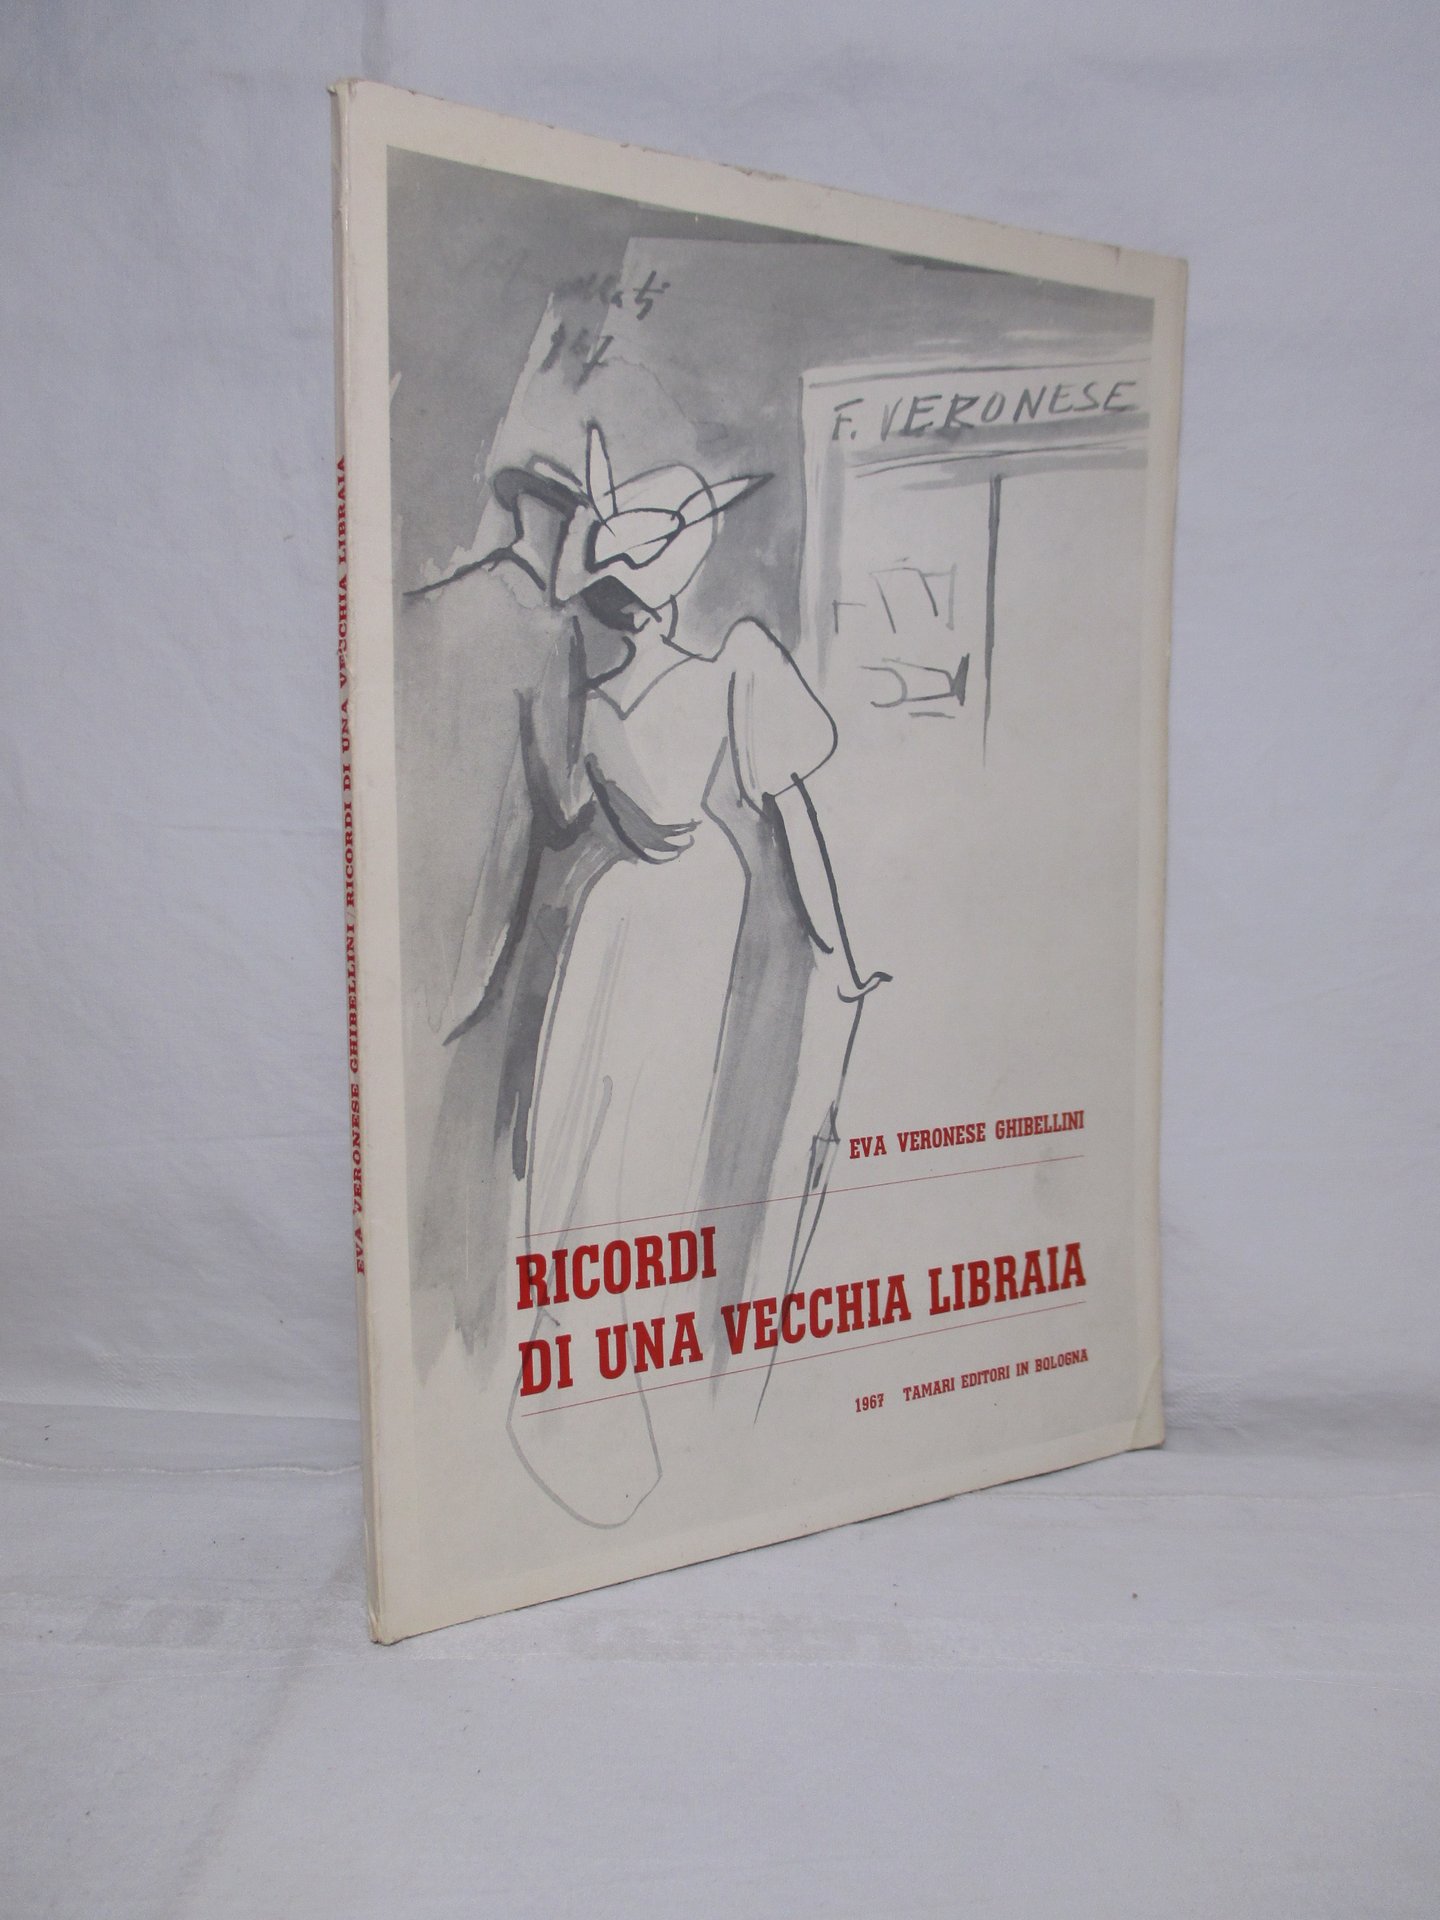 F. VERONESE
EVA VERONESE GHIBELLINI
RICORDI
DI UNA VECCHIA LIBRAIA
1967 TAMARI EDITORI IN BOLOGNA
EVA VERONESE GHIBELLINI / RICORDI DI UNA VECCHIA LIBRAIA